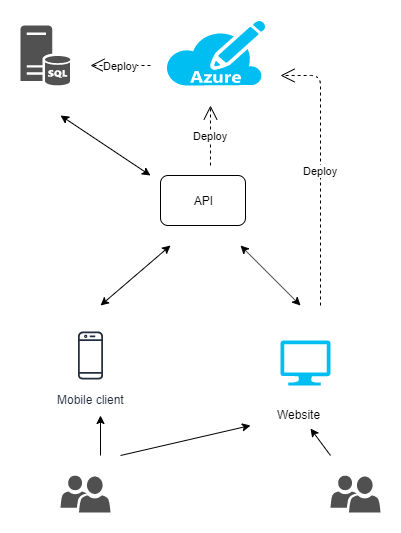 SQL
Deploy
Azure
Deploy
Deploy
API
Mobile client
Website